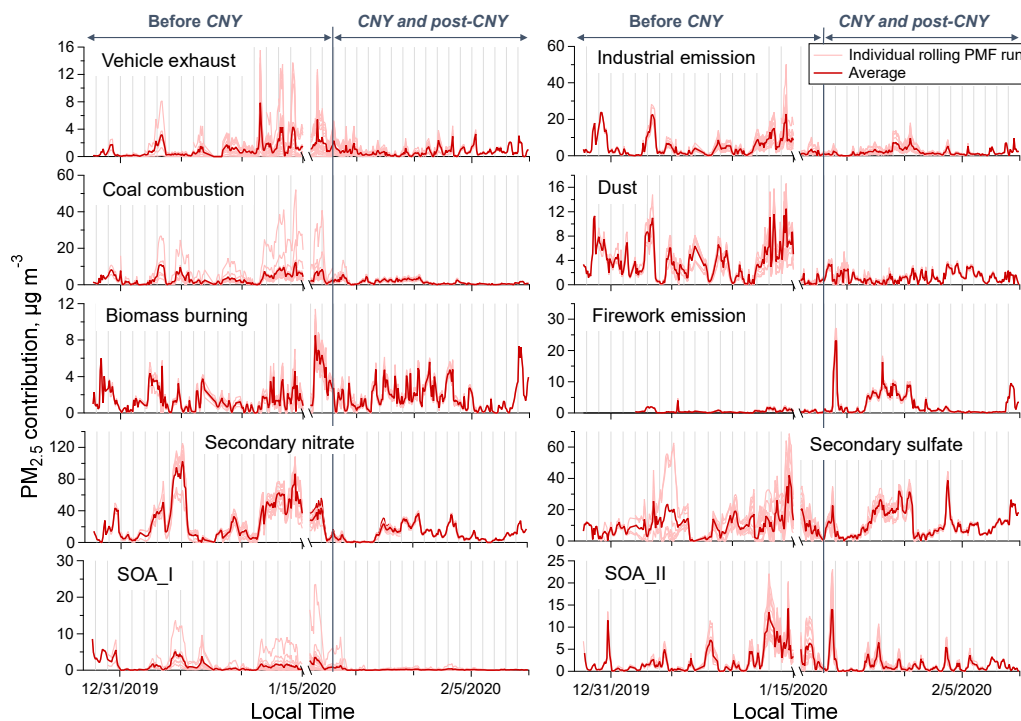 Before CNY
CNY and post-CNY
Before CNY
CNY and post-CNY
Individual rolling PMF run
Average
PM2.5 contribution, µg m−3
Vehicle exhaust
16
12
8
4
0
Industrial emission
60
40
20
0
Coal combustion
60
40
20
0
Dust
16
12
8
4
0
Biomass burning
12
8
4
0
Firework emission
30
20
10
0
Secondary nitrate
120
80
40
0
Secondary sulfate
60
40
20
0
SOA_I
30
20
10
0
SOA_II
25
20
15
10
5
0
12/31/2019
1/15/2020
2/5/2020
12/31/2019
1/15/2020
2/5/2020
Local Time
Local Time